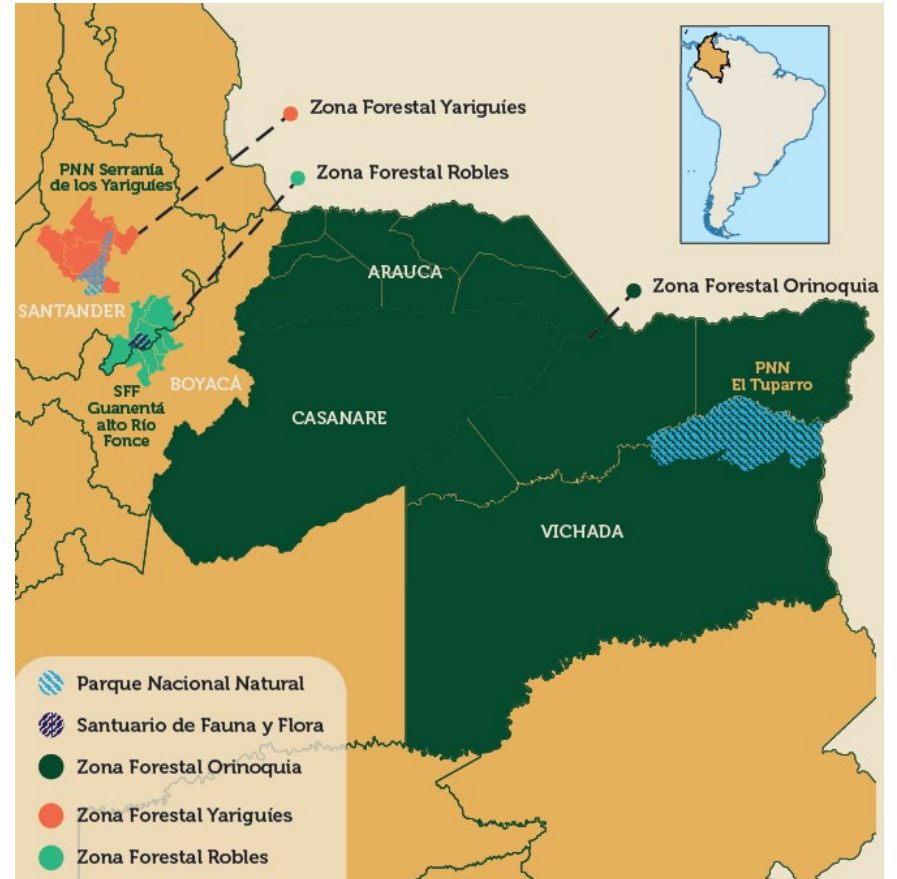 Zona Forestal Yariguíes
PNN Serranía
de los Yariguíes
Zona Forestal Robles
ARAUCA
Zona Forestal Orinoquia
SANTANDER
PNN
El Tuparro
BOYACÁ
SFF
Guanentá
alto Río
Fonce
CASANARE
VICHADA
Parque Nacional Natural
Santuario de Fauna y Flora
Zona Forestal Orinoquia
Zona Forestal Yariguíes
Zona Forestal Robles